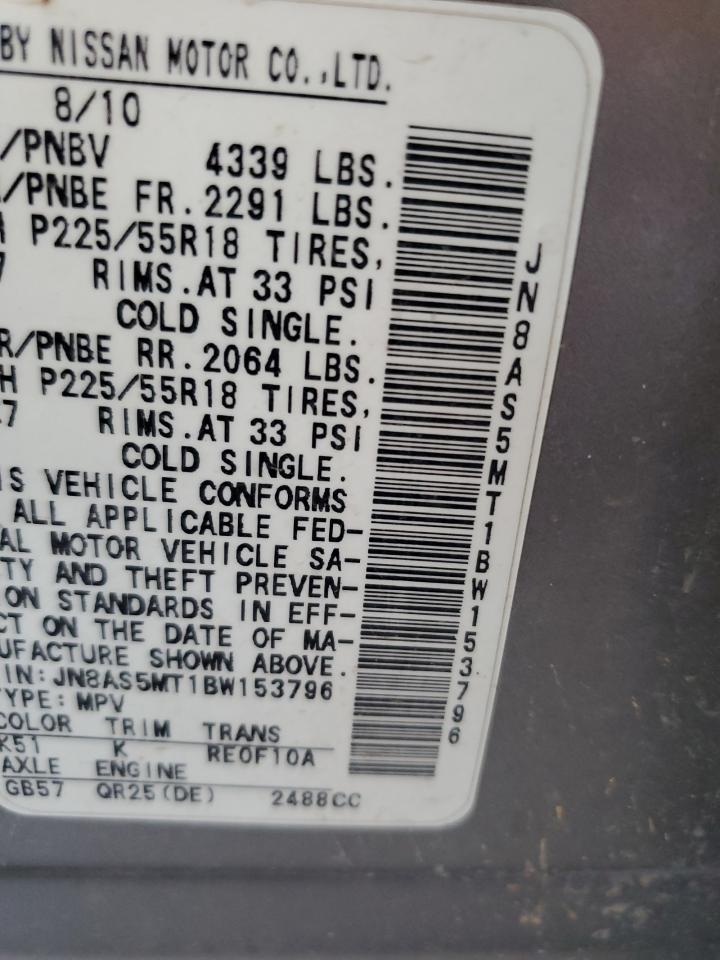 BY NISSAN MOTOR CO.,LTD.
8/10
/PNBV 4339 LBS.
/PNBE FR. 2291 LBS.
P225/55R18 TIRES,
7 RIMS.AT 33 PSI
COLD SINGLE.
R/PNBE RR. 2064 LBS.
H P225/55R18 TIRES,
7 RIMS.AT 33 PSI
COLD SINGLE.
IS VEHICLE CONFORMS
ALL APPLICABLE FED-
AL MOTOR VEHICLE SA-
TY AND THEFT PREVEN-
ON STANDARDS IN EFF-
CT ON THE DATE OF MA-
UFACTURE SHOWN ABOVE.
IN:JN8AS5MT1BW153796
YPE:MPV
COLOR TRIM TRANS
K51 K RE0F10A
AXLE ENGINE
GB57 QR25(DE) 2488CC
JN8AS5MT1BW153796